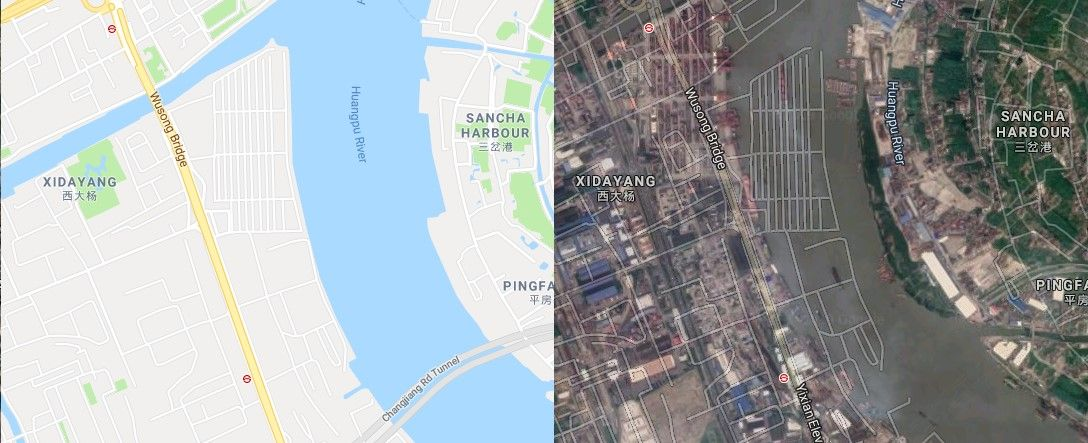 Wusong Bridge
Huangpu River
SANCHA
HARBOUR
三岔港
XIDAYANG
西大杨
PINGFA
平房
Changjiang Rd Tunnel
Wusong Bridge
Huangpu River
SANCHA
HARBOUR
三岔港
XIDAYANG
西大杨
PINGFA
平房
Yixian Elev